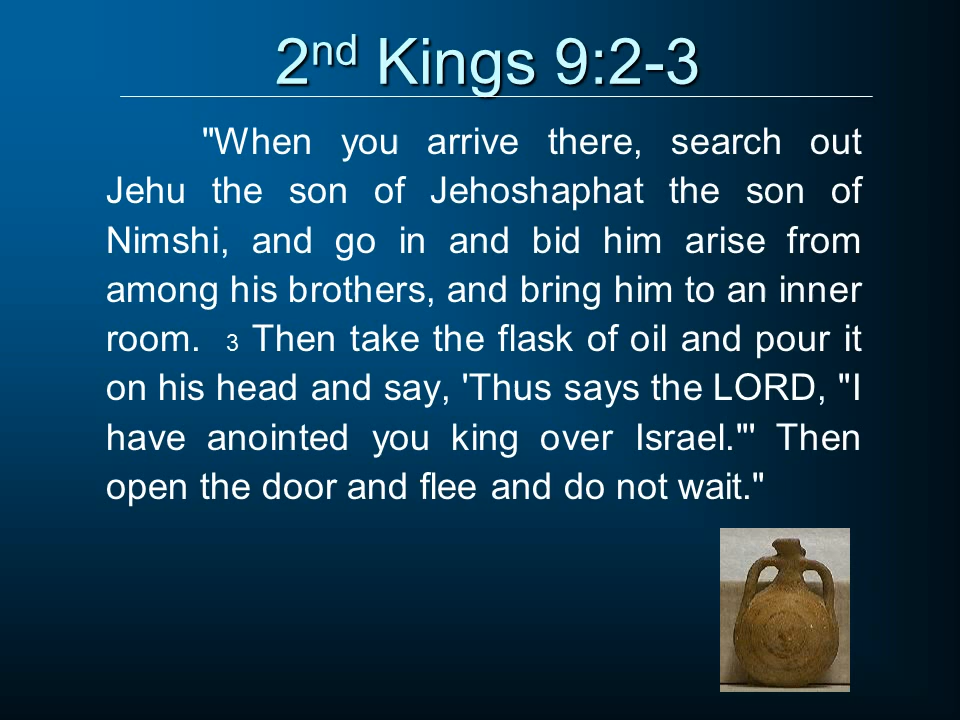 2nd Kings 9:2-3
"When you arrive there, search out
Jehu the son of Jehoshaphat the son of
Nimshi, and go in and bid him arise from
among his brothers, and bring him to an inner
room. 3 Then take the flask of oil and pour it
on his head and say, 'Thus says the LORD, "I
have anointed you king over Israel."' Then
open the door and flee and do not wait."